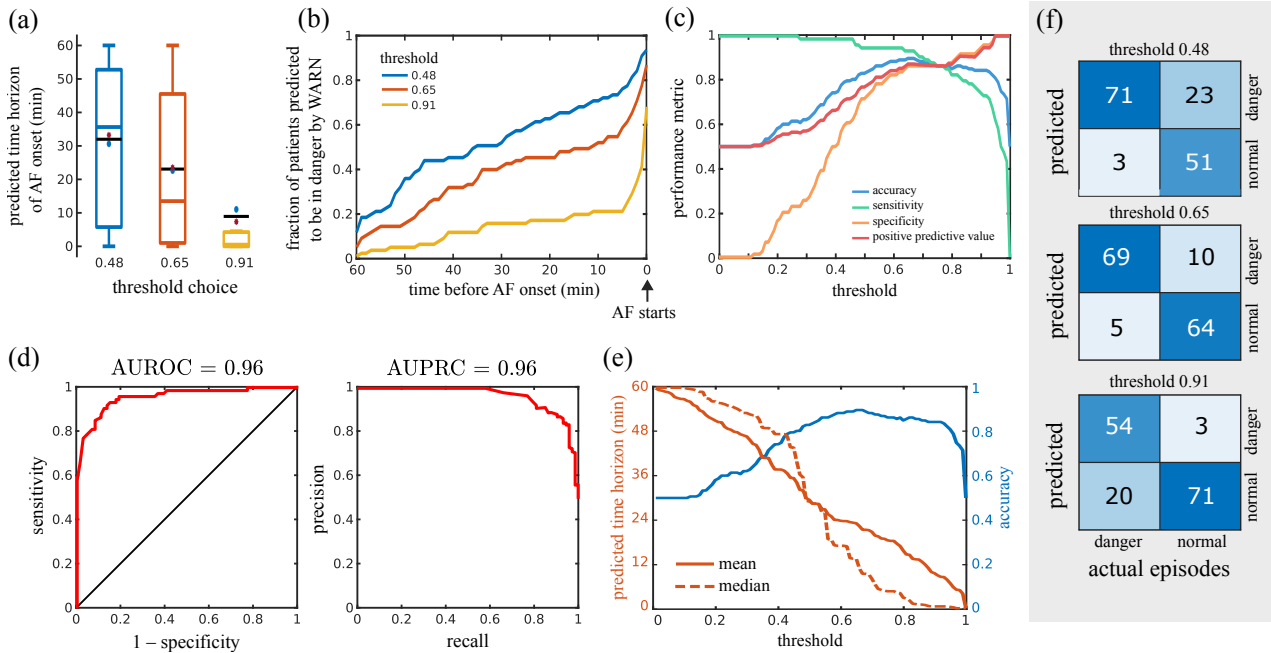 (a)
predicted time horizon
of AF onset (min)
60
50
40
30
20
10
0
0.48
0.65
0.91
threshold choice
(b)
fraction of patients predicted
to be in danger by WARN
1
0.8
0.6
0.4
0.2
0
threshold
0.48
0.65
0.91
60
50
40
30
20
10
0
time before AF onset (min)
AF starts
(c)
performance metric
1
0.8
0.6
0.4
0.2
0
accuracy
sensitivity
specificity
positive predictive value
0
0.2
0.4
0.6
0.8
1
threshold
(d)
AUROC = 0.96
sensitivity
1
0.8
0.6
0.4
0.2
0
0
0.2
0.4
0.6
0.8
1
1 – specificity
AUPRC = 0.96
precision
1
0.8
0.6
0.4
0.2
0
0
0.2
0.4
0.6
0.8
1
recall
(e)
predicted time horizon (min)
60
48
36
24
12
0
mean
median
0
0.2
0.4
0.6
0.8
1
threshold
1
0.8
0.6
0.4
0.2
0
accuracy
(f)
threshold 0.48
predicted
71
23
danger
3
51
normal
threshold 0.65
predicted
69
10
danger
5
64
normal
threshold 0.91
predicted
54
3
danger
20
71
normal
danger
normal
actual episodes